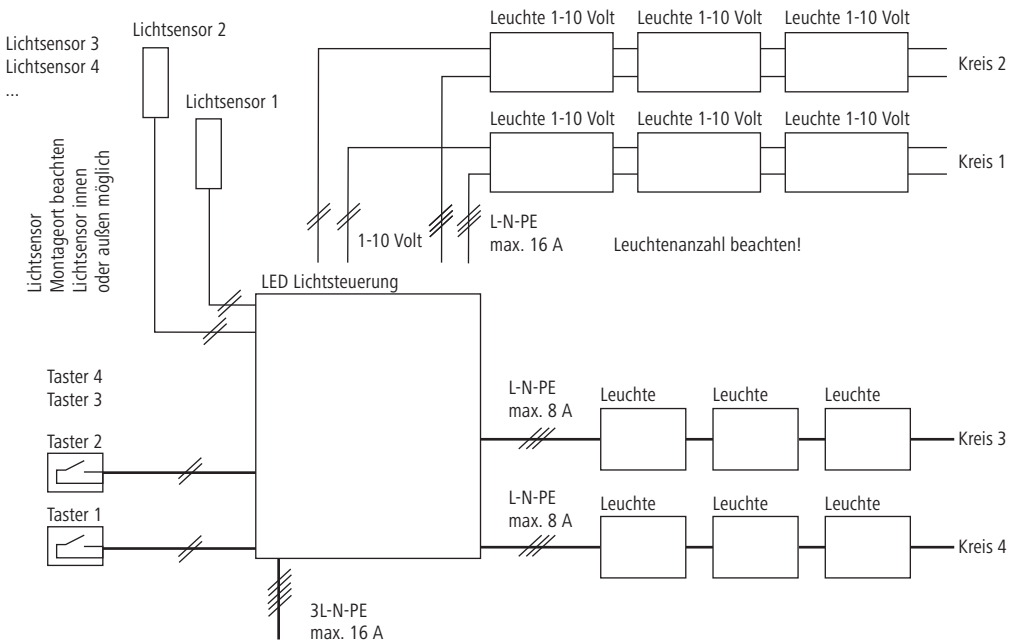 Lichtsensor 3
Lichtsensor 4
...
Lichtsensor 2
Lichtsensor 1
Lichtsensor
Montageort beachten
Lichtsensor innen
oder außen möglich
Leuchte 1-10 Volt
Leuchte 1-10 Volt
Leuchte 1-10 Volt
Kreis 2
Leuchte 1-10 Volt
Leuchte 1-10 Volt
Leuchte 1-10 Volt
Kreis 1
1-10 Volt
L-N-PE
max. 16 A
Leuchtenanzahl beachten!
LED Lichtsteuerung
Taster 4
Taster 3
Taster 2
Taster 1
L-N-PE
max. 8 A
Leuchte
Leuchte
Leuchte
Kreis 3
L-N-PE
max. 8 A
Leuchte
Leuchte
Leuchte
Kreis 4
3L-N-PE
max. 16 A